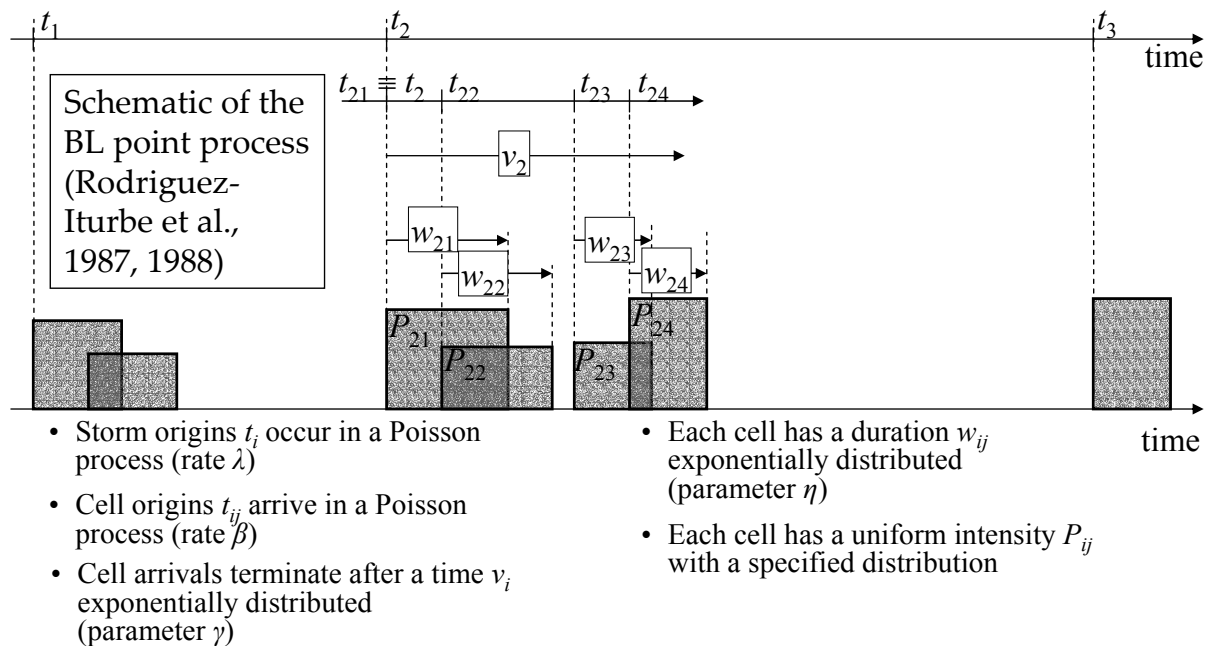 t1 t2 t3
time
Schematic of the
BL point process
(Rodriguez-
Iturbe et al.,
1987, 1988)
t21 ≡ t2 t22 t23 t24
v2
w21 w23
w22 w24
P21 P24
P22 P23
time
• Storm origins ti occur in a Poisson
process (rate λ)
• Cell origins tij arrive in a Poisson
process (rate β)
• Cell arrivals terminate after a time vi
exponentially distributed
(parameter γ)
• Each cell has a duration wij
exponentially distributed
(parameter η)
• Each cell has a uniform intensity Pij
with a specified distribution